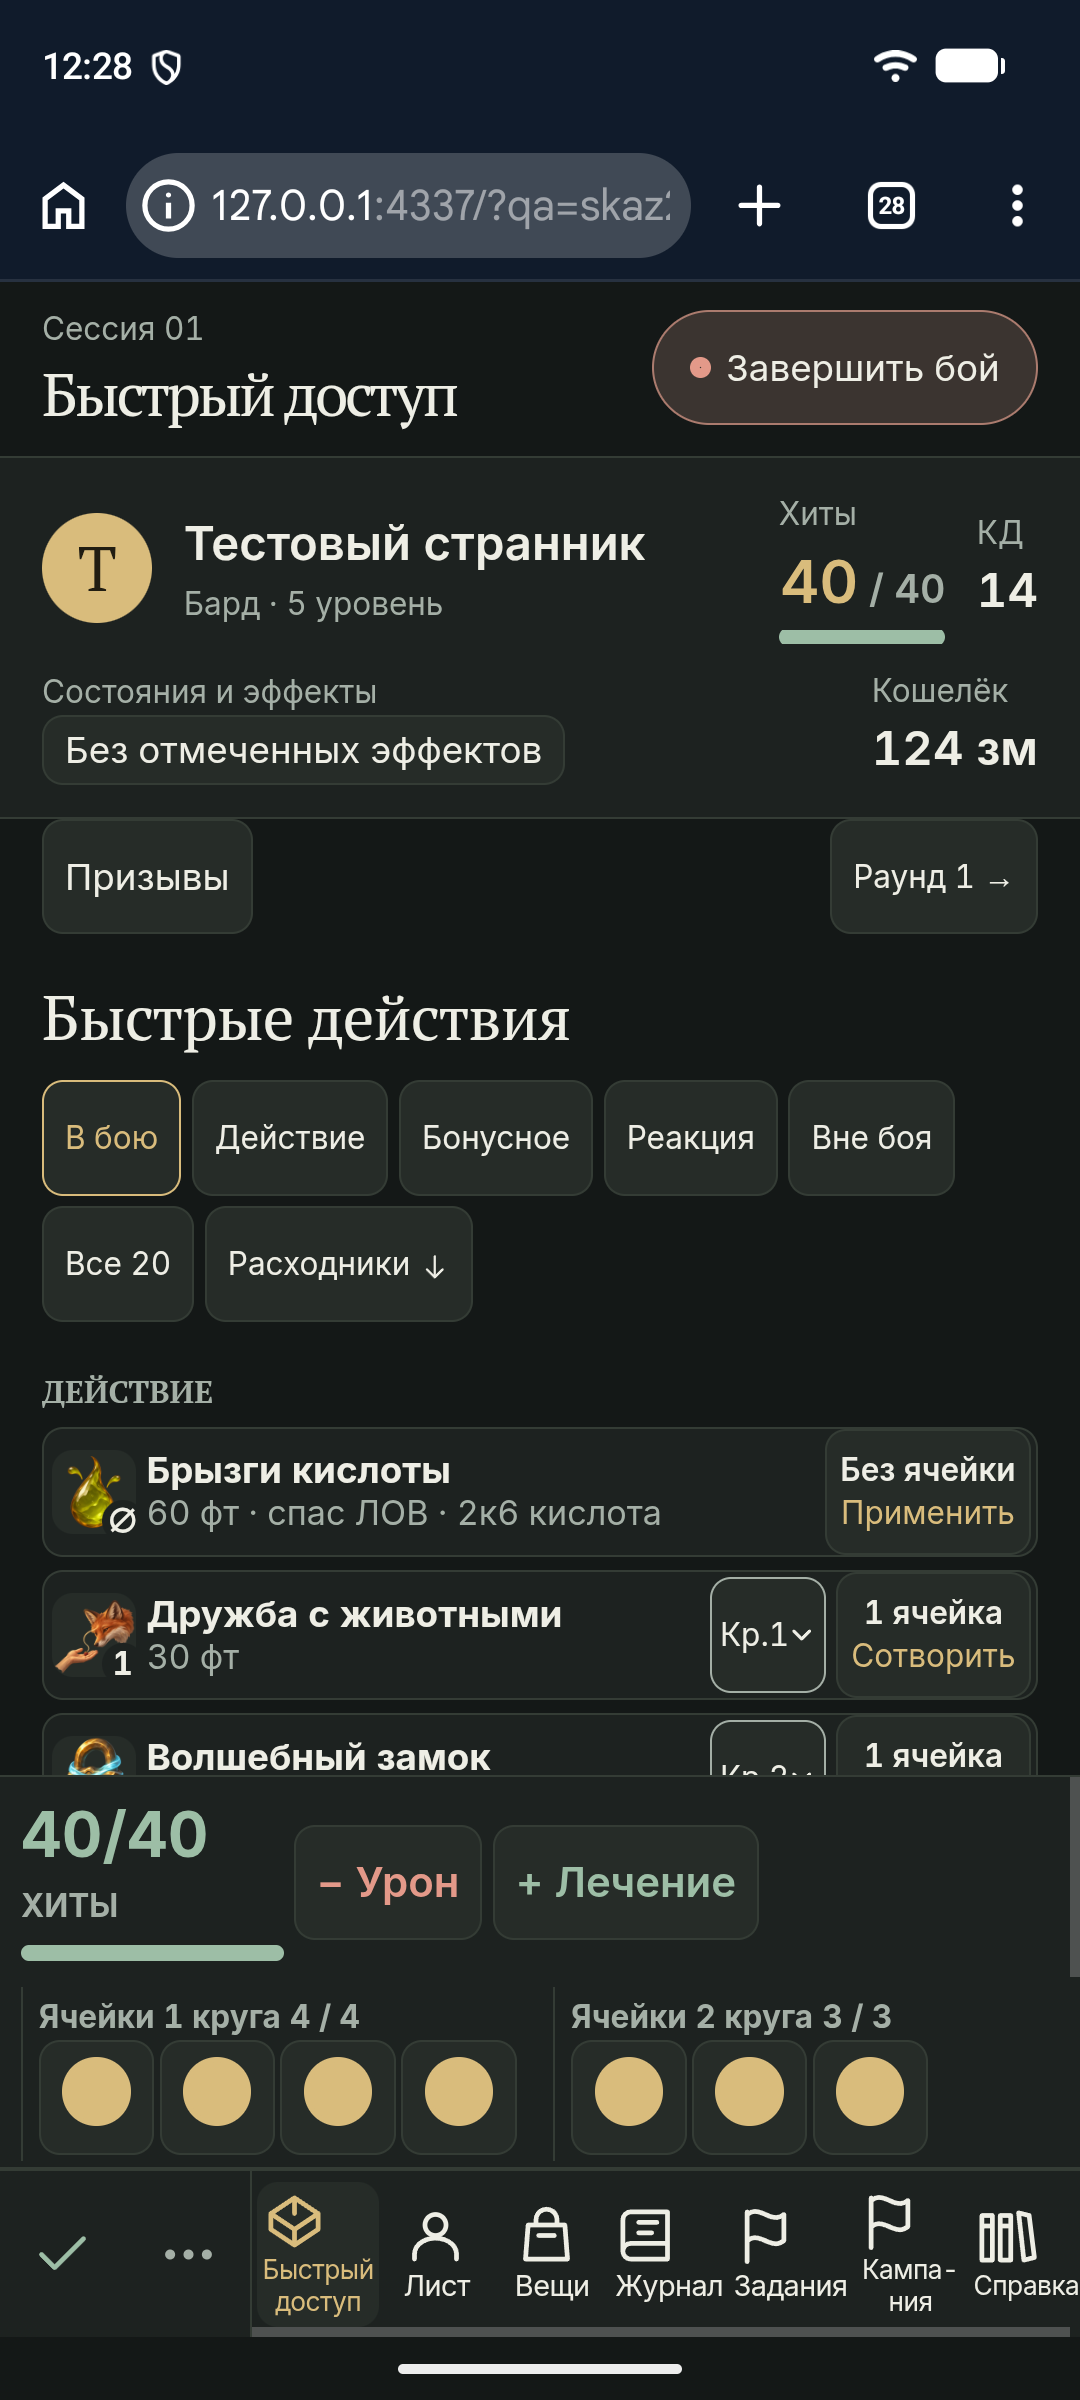 12:28
127.0.0.1:4337/?qa=skaz
28
Сессия 01
Быстрый доступ
Завершить бой
Т
Тестовый странник
Бард · 5 уровень
Хиты
40 / 40
КД
14
Состояния и эффекты
Без отмеченных эффектов
Кошелёк
124 зм
Призывы
Раунд 1 →
Быстрые действия
В бою
Действие
Бонусное
Реакция
Вне боя
Все 20
Расходники ↓
ДЕЙСТВИЕ
Брызги кислоты
60 фт · спас ЛОВ · 2к6 кислота
Без ячейки
Применить
1
Дружба с животными
30 фт
Кр.1
1 ячейка
Сотворить
Волшебный замок
Кр.2
1 ячейка
40/40
ХИТЫ
− Урон
+ Лечение
Ячейки 1 круга 4 / 4
Ячейки 2 круга 3 / 3
Быстрый
доступ
Лист
Вещи
Журнал
Задания
Кампа-
ния
Справка